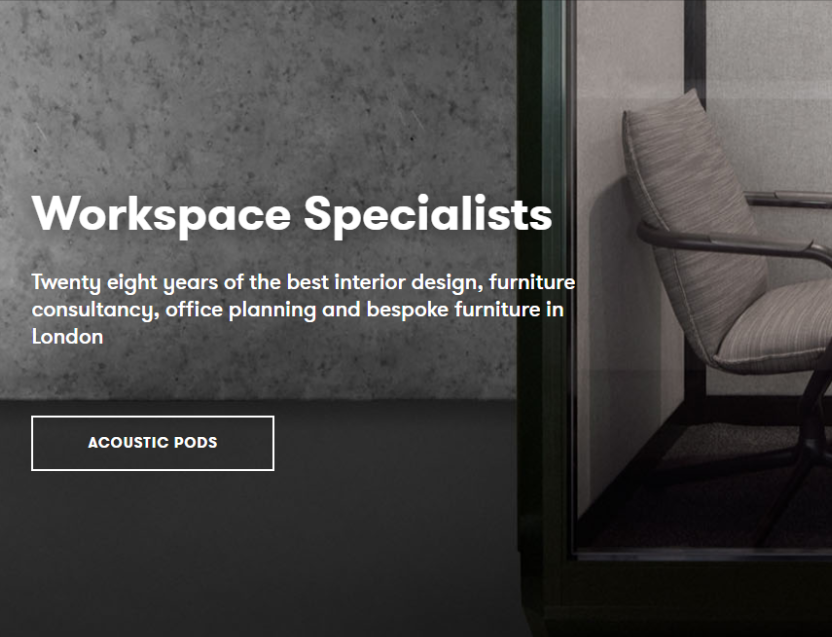 Workspace Specialists
Twenty eight years of the best interior design, furniture
consultancy, office planning and bespoke furniture in
London
ACOUSTIC PODS